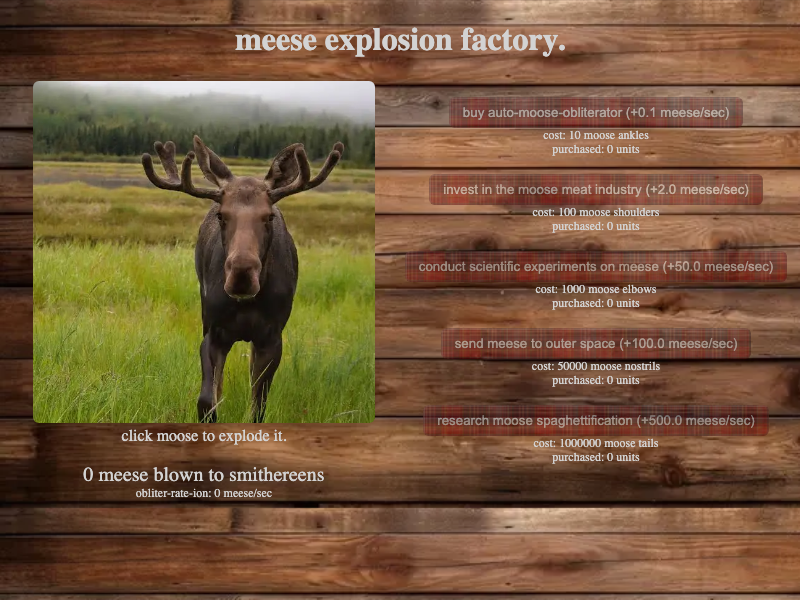 meese explosion factory.
buy auto-moose-obliterator (+0.1 meese/sec)
cost: 10 moose ankles
purchased: 0 units
invest in the moose meat industry (+2.0 meese/sec)
cost: 100 moose shoulders
purchased: 0 units
conduct scientific experiments on meese (+50.0 meese/sec)
cost: 1000 moose elbows
purchased: 0 units
send meese to outer space (+100.0 meese/sec)
cost: 50000 moose nostrils
purchased: 0 units
research moose spaghettification (+500.0 meese/sec)
cost: 1000000 moose tails
purchased: 0 units
click moose to explode it.
0 meese blown to smithereens
obliter-rate-ion: 0 meese/sec